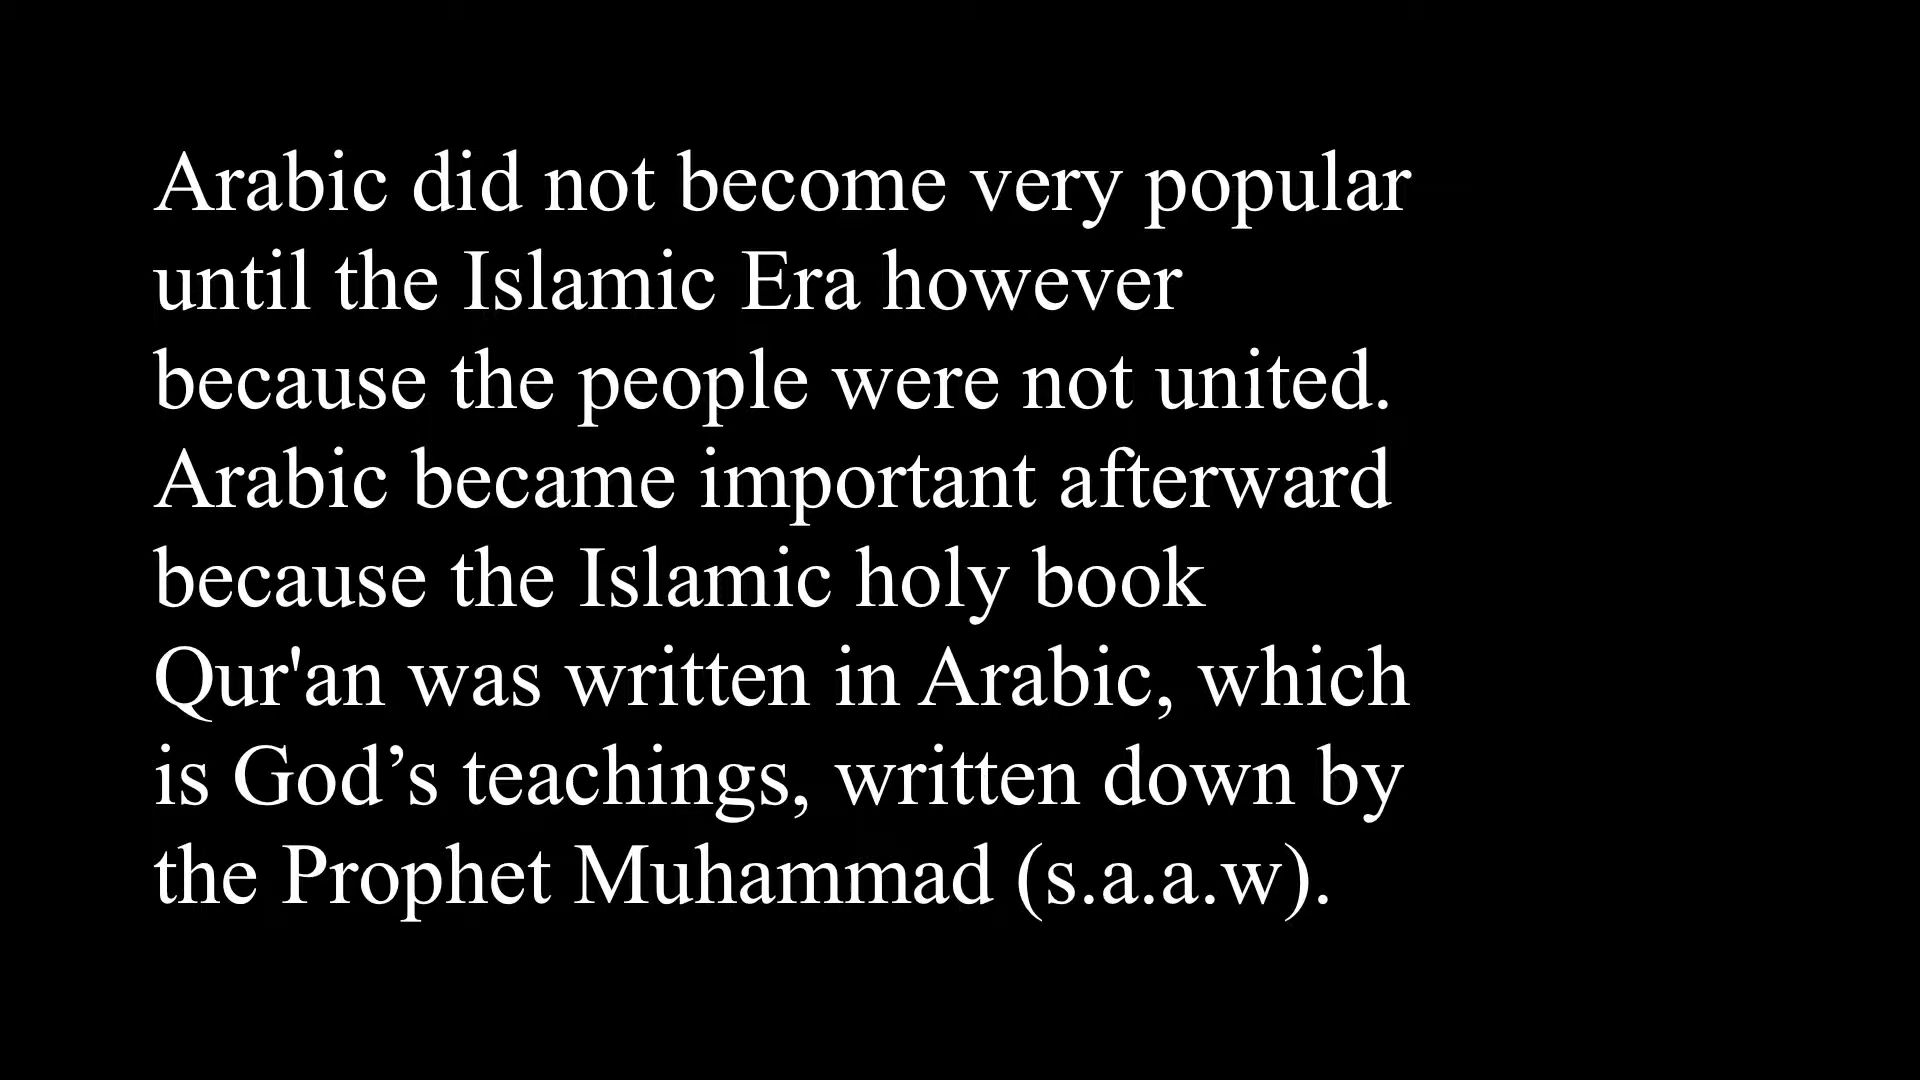 Arabic did not become very popular
until the Islamic Era however
because the people were not united.
Arabic became important afterward
because the Islamic holy book
Qur'an was written in Arabic, which
is God’s teachings, written down by
the Prophet Muhammad (s.a.a.w).